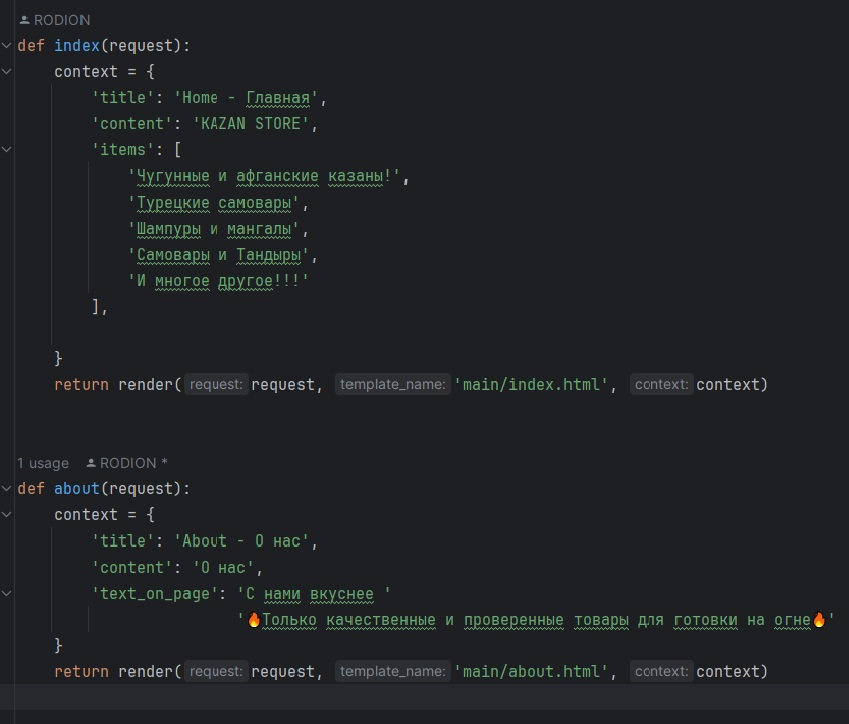 RODION
def index(request):
context = {
'title': 'Home - Главная',
'content': 'KAZAN STORE',
'items': [
'Чугунные и афганские казаны!',
'Турецкие самовары',
'Шампуры и мангалы',
'Самовары и Тандыры',
'И многое другое!!!'
],
}
return render(request: request, template_name: 'main/index.html', context: context)
1 usage RODION *
def about(request):
context = {
'title': 'About - О нас',
'content': 'О нас',
'text_on_page': 'С нами вкуснее '
'🔥Только качественные и проверенные товары для готовки на огне🔥'
}
return render(request: request, template_name: 'main/about.html', context: context)